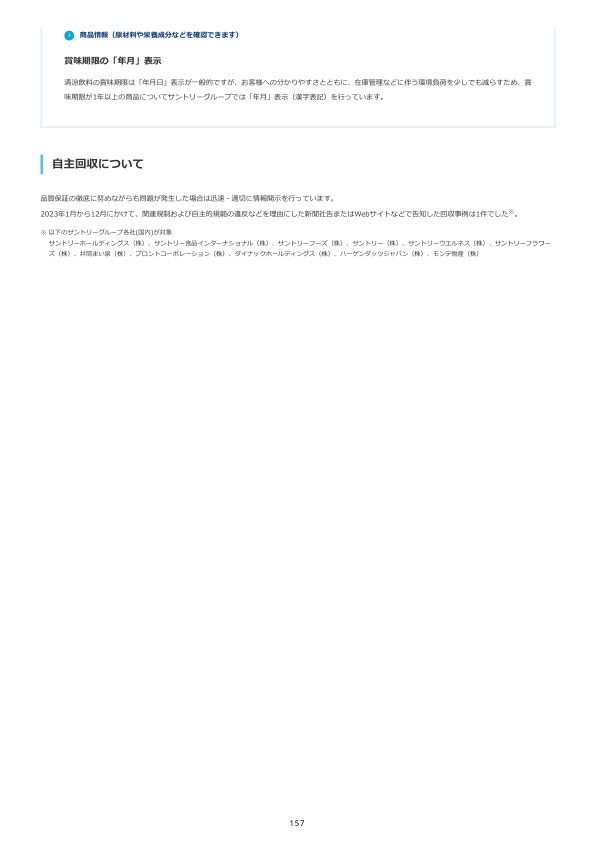 商品情報（原材料や栄養成分などを確認できます）
賞味期限の「年月」表示
清涼飲料の賞味期限は「年月日」表示が一般的ですが、お客様への分かりやすさとともに、在庫管理などに伴う環境負荷を少しでも減らすため、賞
味期限が1年以上の商品についてサントリーグループでは「年月」表示（漢字表記）を行っています。
自主回収について
品質保証の徹底に努めながらも問題が発生した場合は迅速・適切に情報開示を行っています。
2023年1月から12月にかけて、関連規制および自主的規範の違反などを理由にした新聞社告またはWebサイトなどで告知した回収事例は1件でした※。
※ 以下のサントリーグループ各社(国内)が対象
サントリーホールディングス（株）、サントリー食品インターナショナル（株）、サントリーフーズ（株）、サントリー（株）、サントリーウエルネス（株）、サントリーフラワー
ズ（株）、井筒まい泉（株）、プロントコーポレーション（株）、ダイナックホールディングス（株）、ハーゲンダッツジャパン（株）、モンテ物産（株）
157